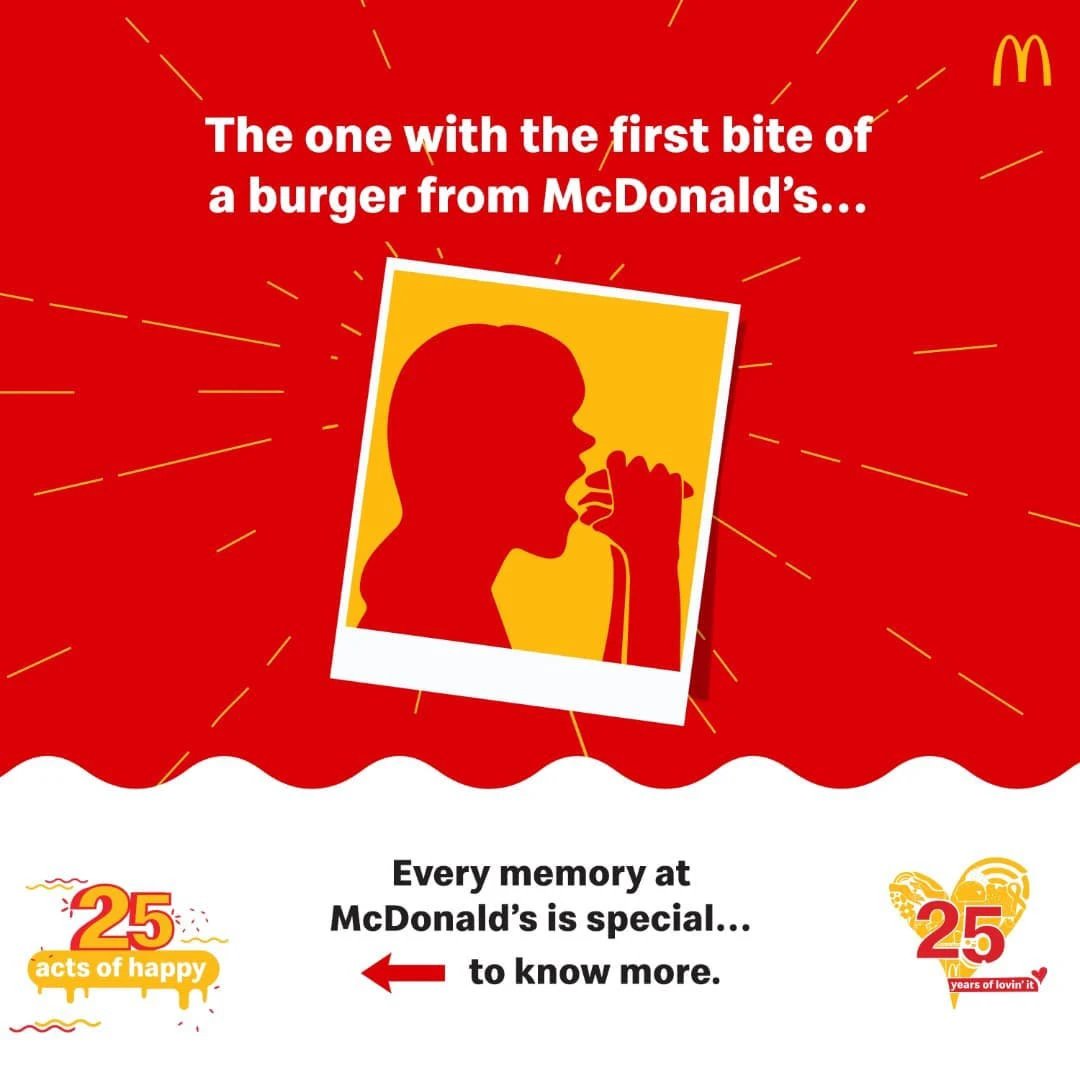 The one with the first bite of
a burger from McDonald's...
Every memory at
McDonald's is special...
to know more.
25
acts of happy
25
years of lovin' it